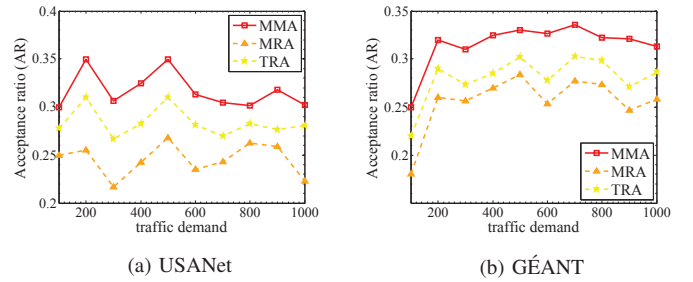 Acceptance ratio (AR)
0.4
0.35
0.3
0.25
0.2
200
400
600
800
1000
traffic demand
MMA
MRA
TRA
(a) USANet
Acceptance ratio (AR)
0.35
0.3
0.25
0.2
200
400
600
800
1000
traffic demand
MMA
MRA
TRA
(b) GÉANT